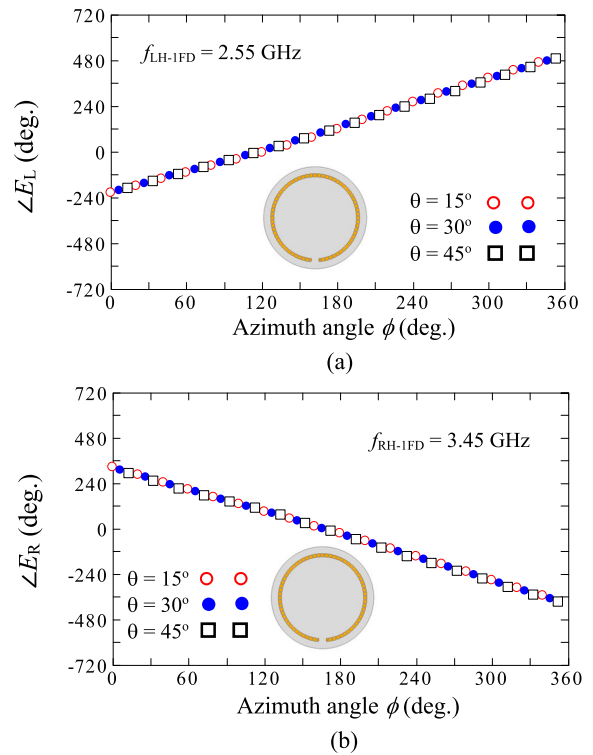 (a)
720
480
240
0
-240
-480
-720
∠E_L (deg.)
f_LH-1FD = 2.55 GHz
θ = 15°
θ = 30°
θ = 45°
0 60 120 180 240 300 360
Azimuth angle ϕ (deg.)
(a)
720
480
240
0
-240
-480
-720
∠E_R (deg.)
f_RH-1FD = 3.45 GHz
θ = 15°
θ = 30°
θ = 45°
0 60 120 180 240 300 360
Azimuth angle ϕ (deg.)
(b)